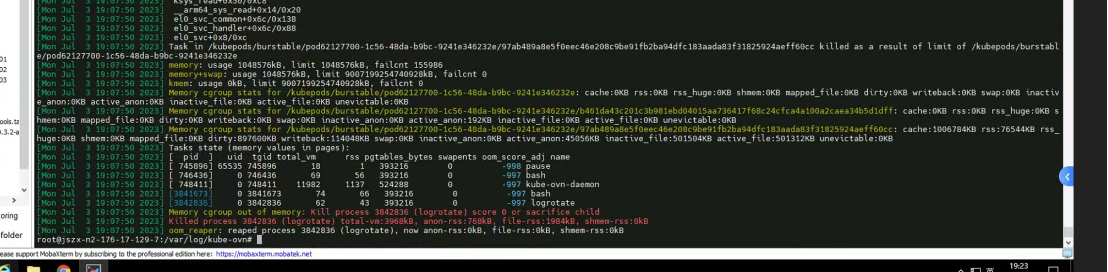 [Mon Jul  3 19:07:50 2023]  ksys_read+0x50/0xc8
[Mon Jul  3 19:07:50 2023]  __arm64_sys_read+0x14/0x20
[Mon Jul  3 19:07:50 2023]  el0_svc_common+0x6c/0x138
[Mon Jul  3 19:07:50 2023]  el0_svc_handler+0x6c/0x88
[Mon Jul  3 19:07:50 2023]  el0_svc+0x8/0xc
[Mon Jul  3 19:07:50 2023] Task in /kubepods/burstable/pod62127700-1c56-48da-b9bc-9241e346232e/97ab489a8e5f0eec46e208c9be91fb2ba94dfc183aada83f31825924aeff60cc killed as a result of limit of /kubepods/burstabl
e/pod62127700-1c56-48da-b9bc-9241e346232e
[Mon Jul  3 19:07:50 2023] memory: usage 1048576kB, limit 1048576kB, failcnt 155986
[Mon Jul  3 19:07:50 2023] memory+swap: usage 1048576kB, limit 9007199254740928kB, failcnt 0
[Mon Jul  3 19:07:50 2023] kmem: usage 0kB, limit 9007199254740928kB, failcnt 0
[Mon Jul  3 19:07:50 2023] Memory cgroup stats for /kubepods/burstable/pod62127700-1c56-48da-b9bc-9241e346232e: cache:0KB rss:0KB rss_huge:0KB shmem:0KB mapped_file:0KB dirty:0KB writeback:0KB swap:0KB inactiv
e_anon:0KB active_anon:0KB inactive_file:0KB active_file:0KB unevictable:0KB
[Mon Jul  3 19:07:50 2023] Memory cgroup stats for /kubepods/burstable/pod62127700-1c56-48da-b9bc-9241e346232e/b461da43c201c3b981ebd04015aa736417f68c24cfca4a100a2caea34b5d1dff: cache:0KB rss:0KB rss_huge:0KB s
hmem:0KB mapped_file:0KB dirty:0KB writeback:0KB swap:0KB inactive_anon:0KB active_anon:192KB inactive_file:0KB active_file:0KB unevictable:0KB
[Mon Jul  3 19:07:50 2023] Memory cgroup stats for /kubepods/burstable/pod62127700-1c56-48da-b9bc-9241e346232e/97ab489a8e5f0eec46e208c9be91fb2ba94dfc183aada83f31825924aeff60cc: cache:1006784KB rss:76544KB rss_
huge:0KB shmem:0KB mapped_file:0KB dirty:897600KB writeback:114048KB swap:0KB inactive_anon:0KB active_anon:45056KB inactive_file:501504KB active_file:501312KB unevictable:0KB
[Mon Jul  3 19:07:50 2023] Tasks state (memory values in pages):
[Mon Jul  3 19:07:50 2023] [  pid  ]   uid  tgid total_vm      rss pgtables_bytes swapents oom_score_adj name
[Mon Jul  3 19:07:50 2023] [ 745896] 65535 745896       18        1   393216        0          -998 pause
[Mon Jul  3 19:07:50 2023] [ 746436]     0 746436       69       56   393216        0          -997 bash
[Mon Jul  3 19:07:50 2023] [ 748411]     0 748411    11982     1137   524288        0          -997 kube-ovn-daemon
[Mon Jul  3 19:07:50 2023] [3841673]     0 3841673       74       66   393216        0          -997 bash
[Mon Jul  3 19:07:50 2023] [3842836]     0 3842836       62       43   393216        0          -997 logrotate
[Mon Jul  3 19:07:50 2023] Memory cgroup out of memory: Kill process 3842836 (logrotate) score 0 or sacrifice child
[Mon Jul  3 19:07:50 2023] Killed process 3842836 (logrotate) total-vm:3968kB, anon-rss:768kB, file-rss:1984kB, shmem-rss:0kB
[Mon Jul  3 19:07:50 2023] oom_reaper: reaped process 3842836 (logrotate), now anon-rss:0kB, file-rss:0kB, shmem-rss:0kB
root@jszx-n2-176-17-129-7:/var/log/kube-ovn#
01
02
03
ools.ta
.3.2-a
oring
folder
ease support MobaXterm by subscribing to the professional edition here: https://mobaxterm.mobatek.net
英
19:23